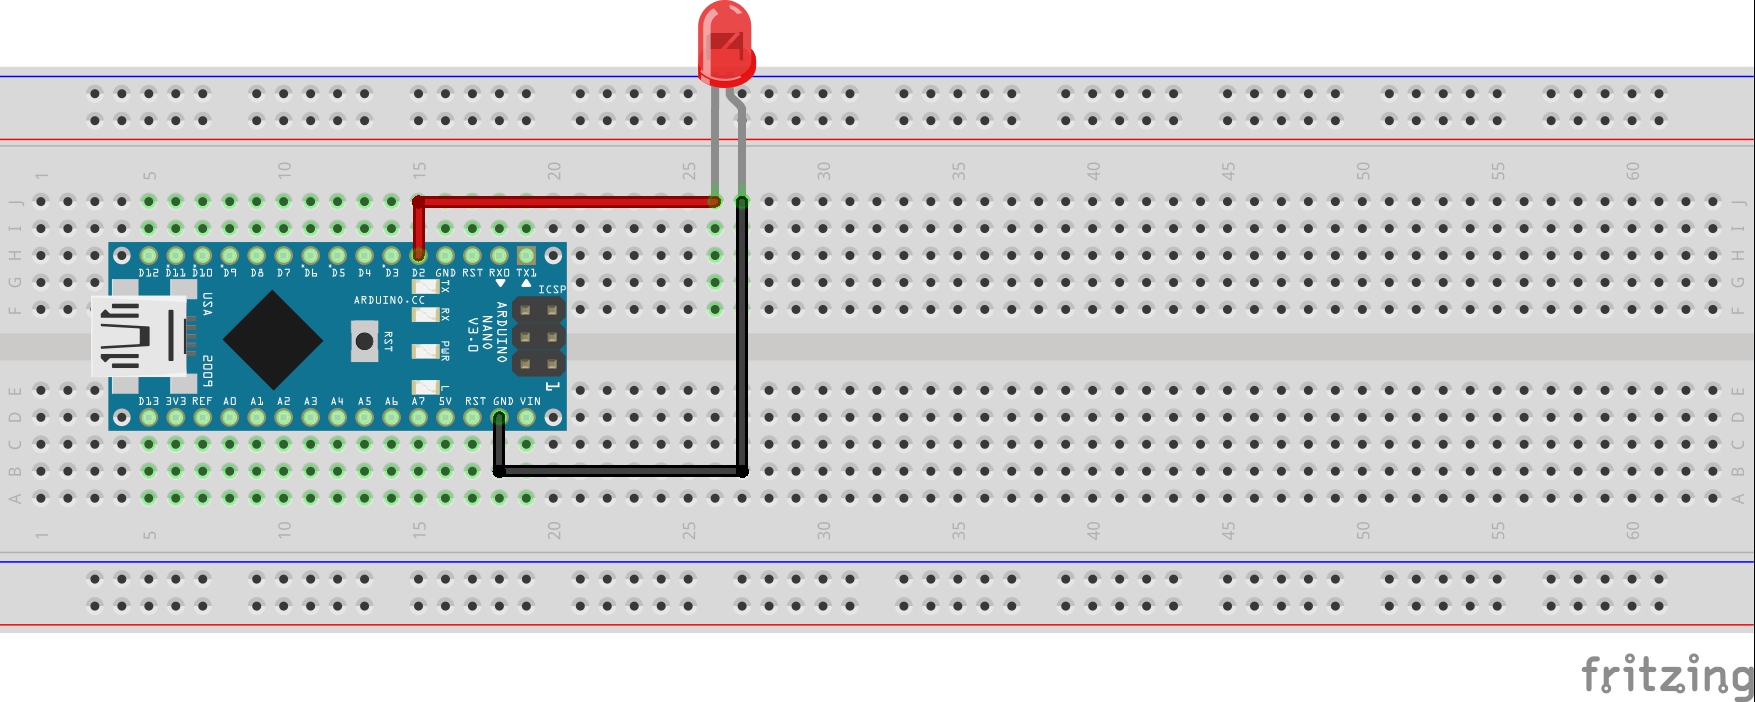 1 5 10 15 20 25 30 35 40 45 50 55 60
J J
I I
H H
D12 D11 D10 D9 D8 D7 D6 D5 D4 D3 D2 GND RST RX0 TX1
G G
ICSP
TX
USA
ARDUINO.CC
F F
RX
ARDUINO
NANO
V3.0
RST
PWR
2009
L
1
E E
D13 3V3 REF A0 A1 A2 A3 A4 A5 A6 A7 5V RST GND VIN
D D
C C
B B
A A
1 5 10 15 20 25 30 35 40 45 50 55 60
fritzing